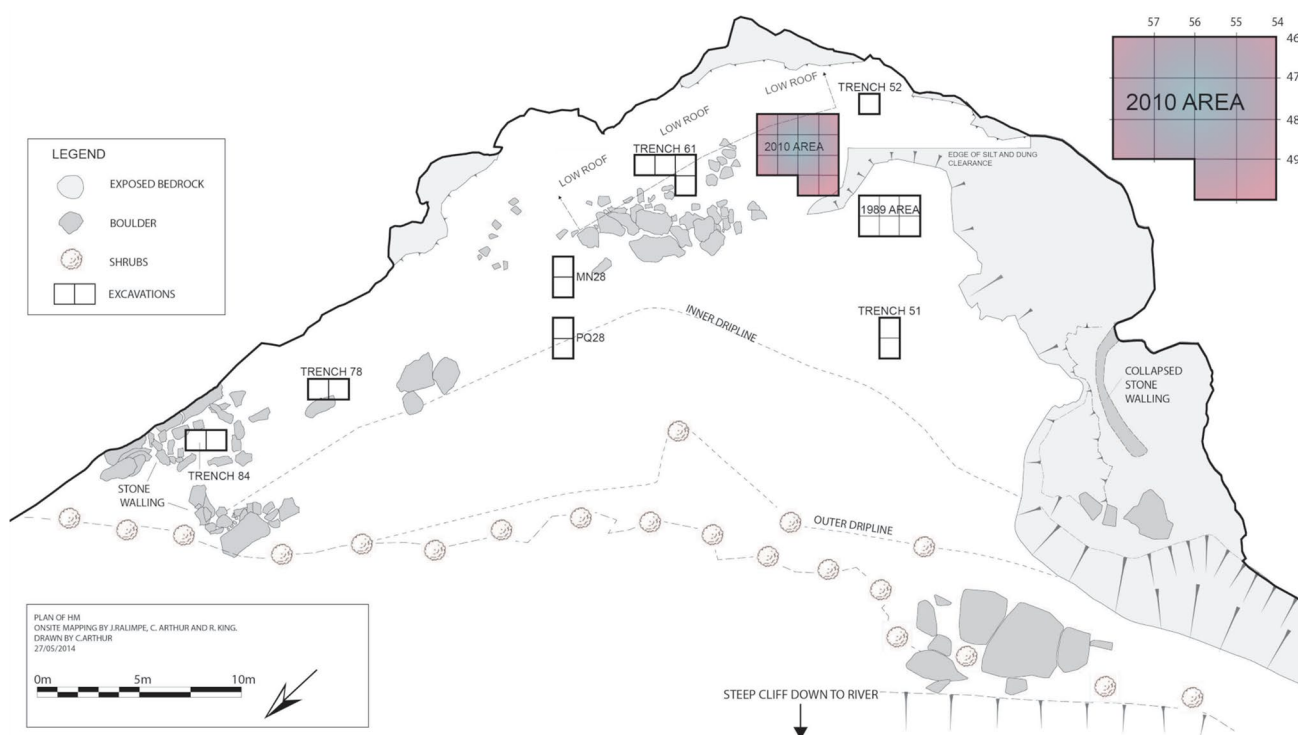 57 56 55 54
46
47
48
49
2010 AREA
LOW ROOF
LOW ROOF
LOW ROOF
TRENCH 52
TRENCH 61
2010 AREA
EDGE OF SILT AND DUNG
CLEARANCE
1989 AREA
LEGEND
EXPOSED BEDROCK
BOULDER
SHRUBS
EXCAVATIONS
MN28
PQ28
INNER DRIPLINE
TRENCH 51
TRENCH 78
COLLAPSED
STONE
WALLING
TRENCH 84
STONE
WALLING
OUTER DRIPLINE
PLAN OF HM
ONSITE MAPPING BY J.RALIMPE, C. ARTHUR AND R. KING.
DRAWN BY C.ARTHUR
27/05/2014
0m 5m 10m
STEEP CLIFF DOWN TO RIVER